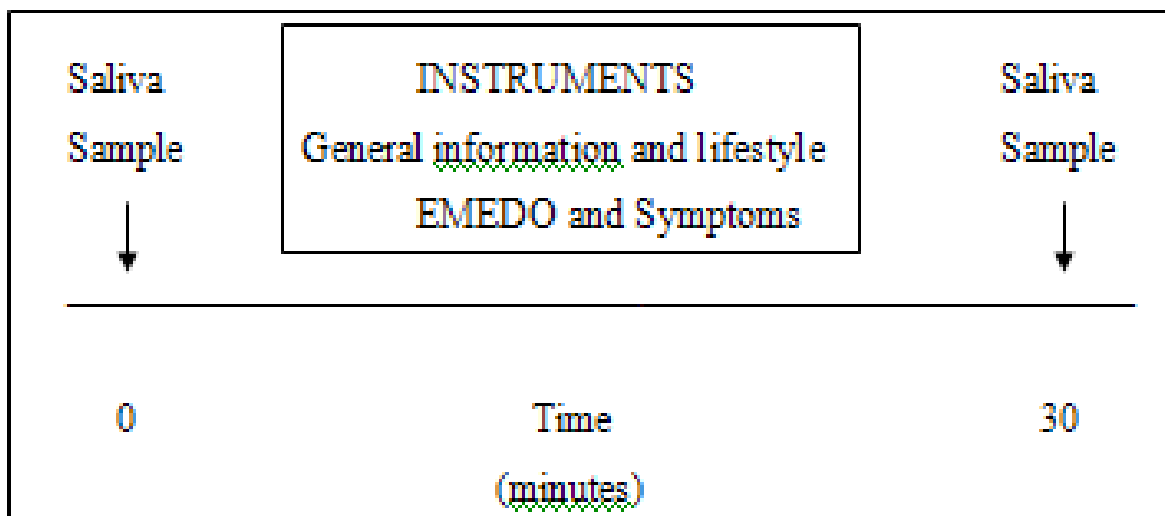 Saliva
Sample
INSTRUMENTS
General information and lifestyle
EMEDO and Symptoms
Saliva
Sample
0
Time
(minutes)
30